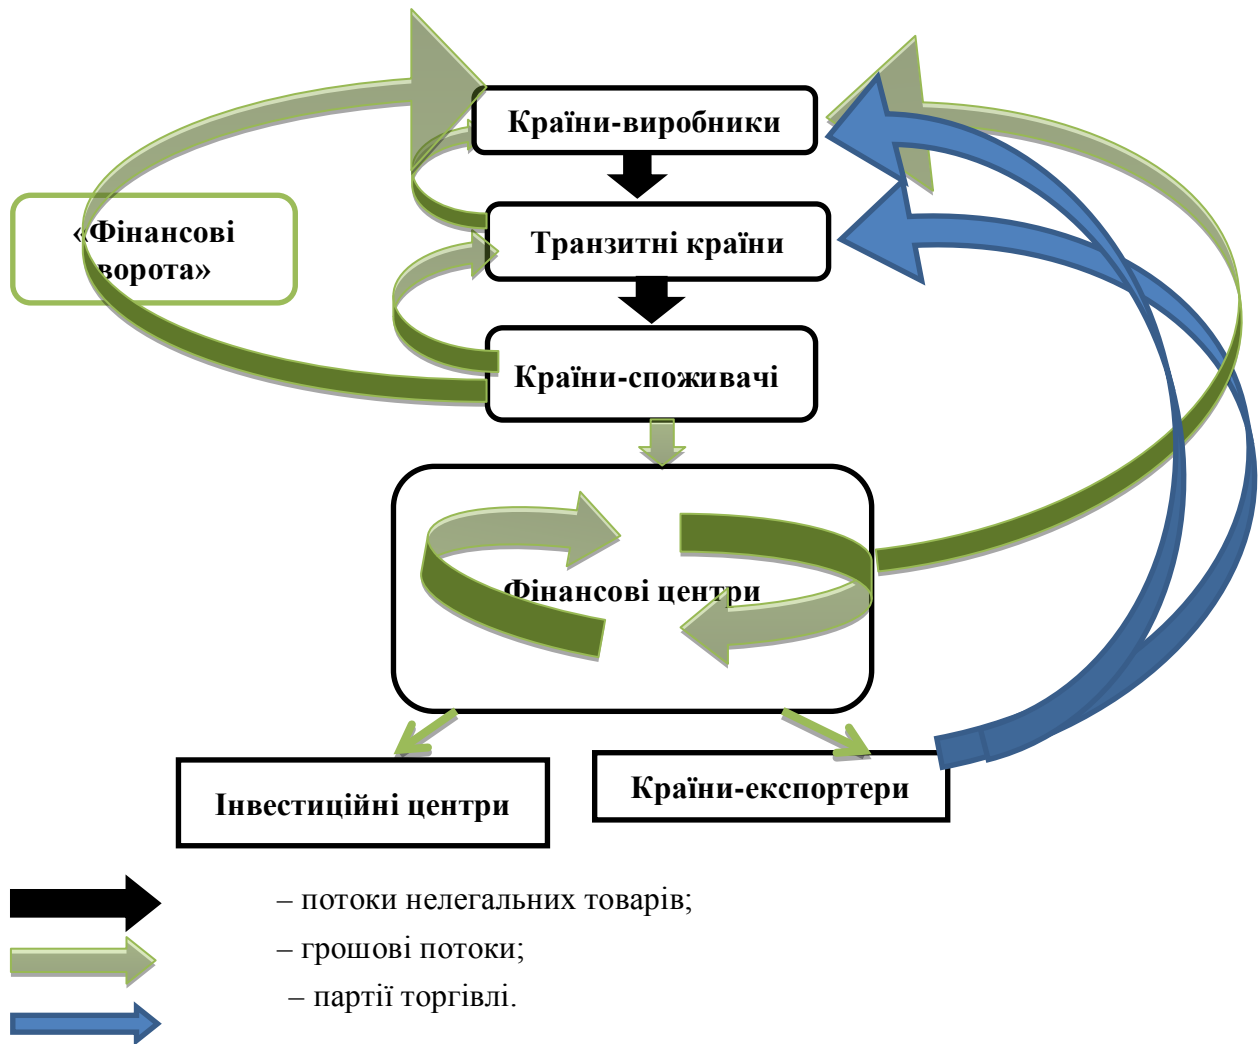 Країни-виробники
«Фінансові
ворота»
Транзитні країни
Країни-споживачі
Фінансові центри
Інвестиційні центри
Країни-експортери
– потоки нелегальних товарів;
– грошові потоки;
– партії торгівлі.